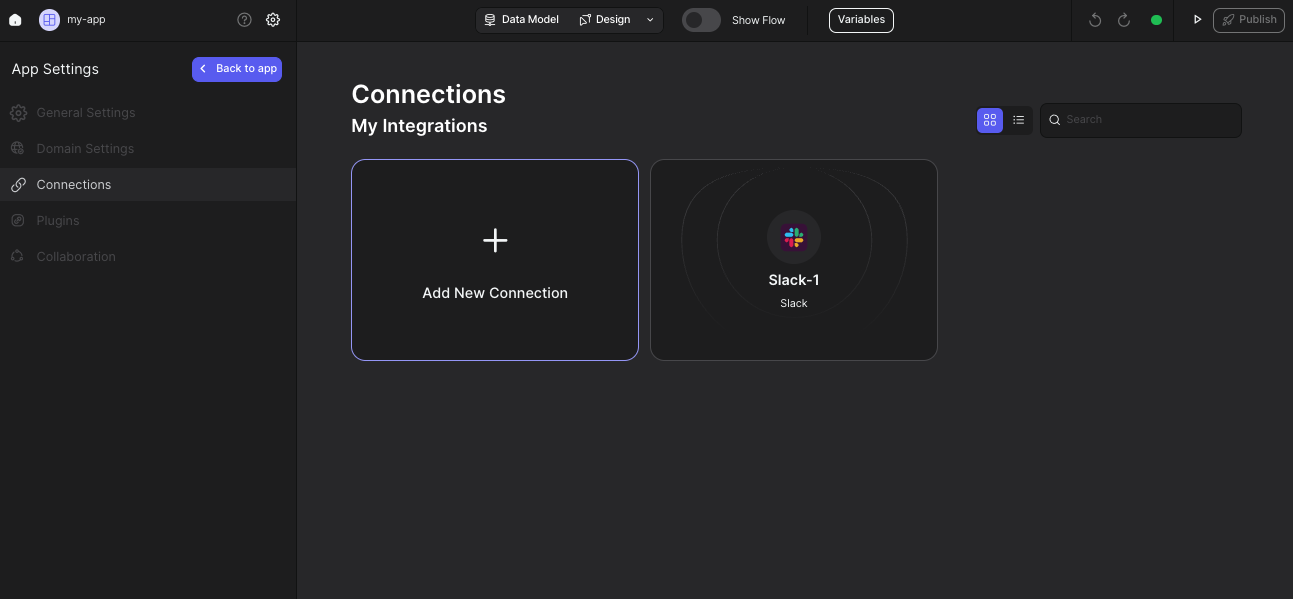 my-app
Data Model
Design
Show Flow
Variables
Publish
App Settings
Back to app
General Settings
Domain Settings
Connections
Plugins
Collaboration
Connections
My Integrations
Search
Add New Connection
Slack-1
Slack